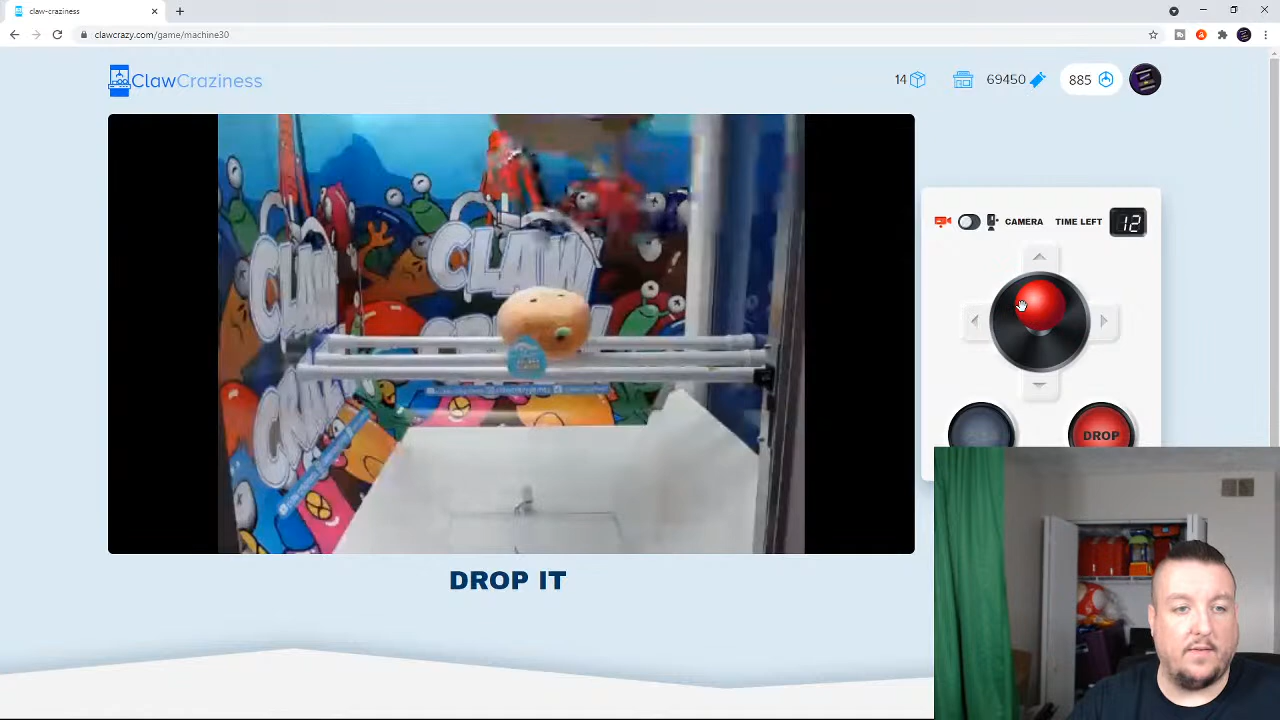 claw-craziness
clawcrazy.com/game/machine30
ClawCraziness
14
69450
885
CAMERA
TIME LEFT
12
CLAW
CLAW
CLAW
DROP
DROP IT